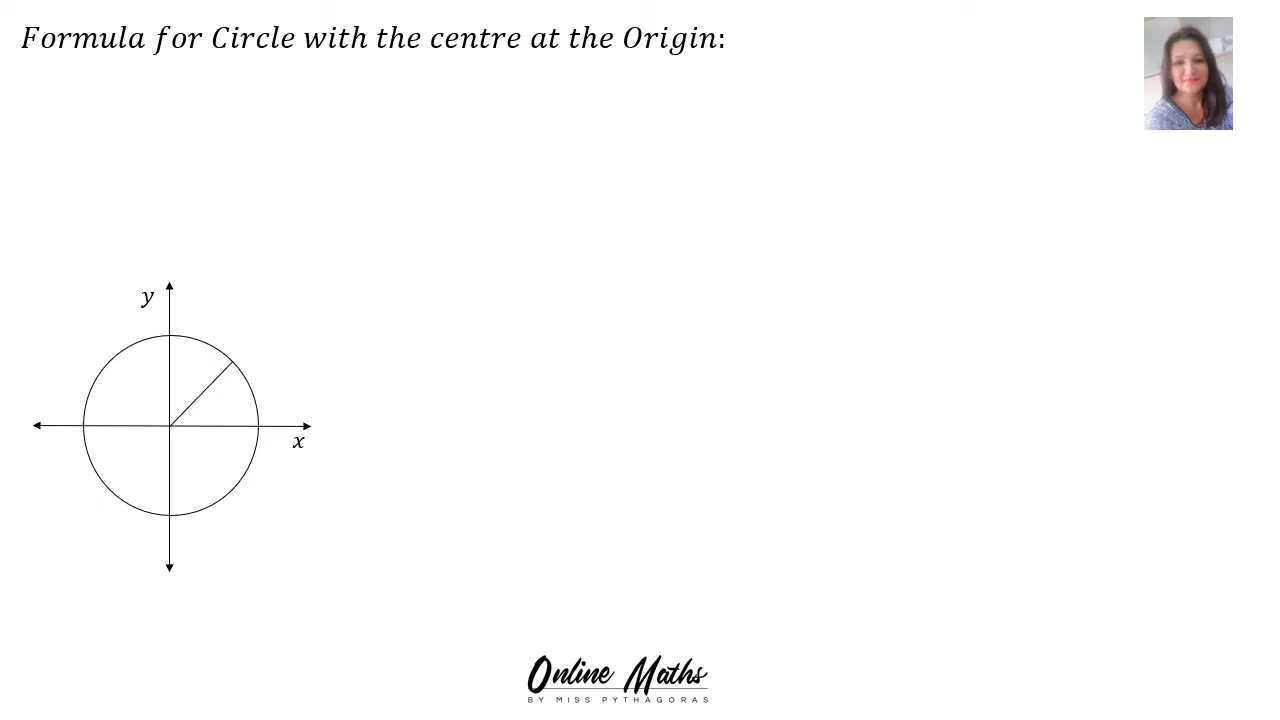 Formula for Circle with the centre at the Origin:
y
x
Online Maths
BY MISS PYTHAGORAS